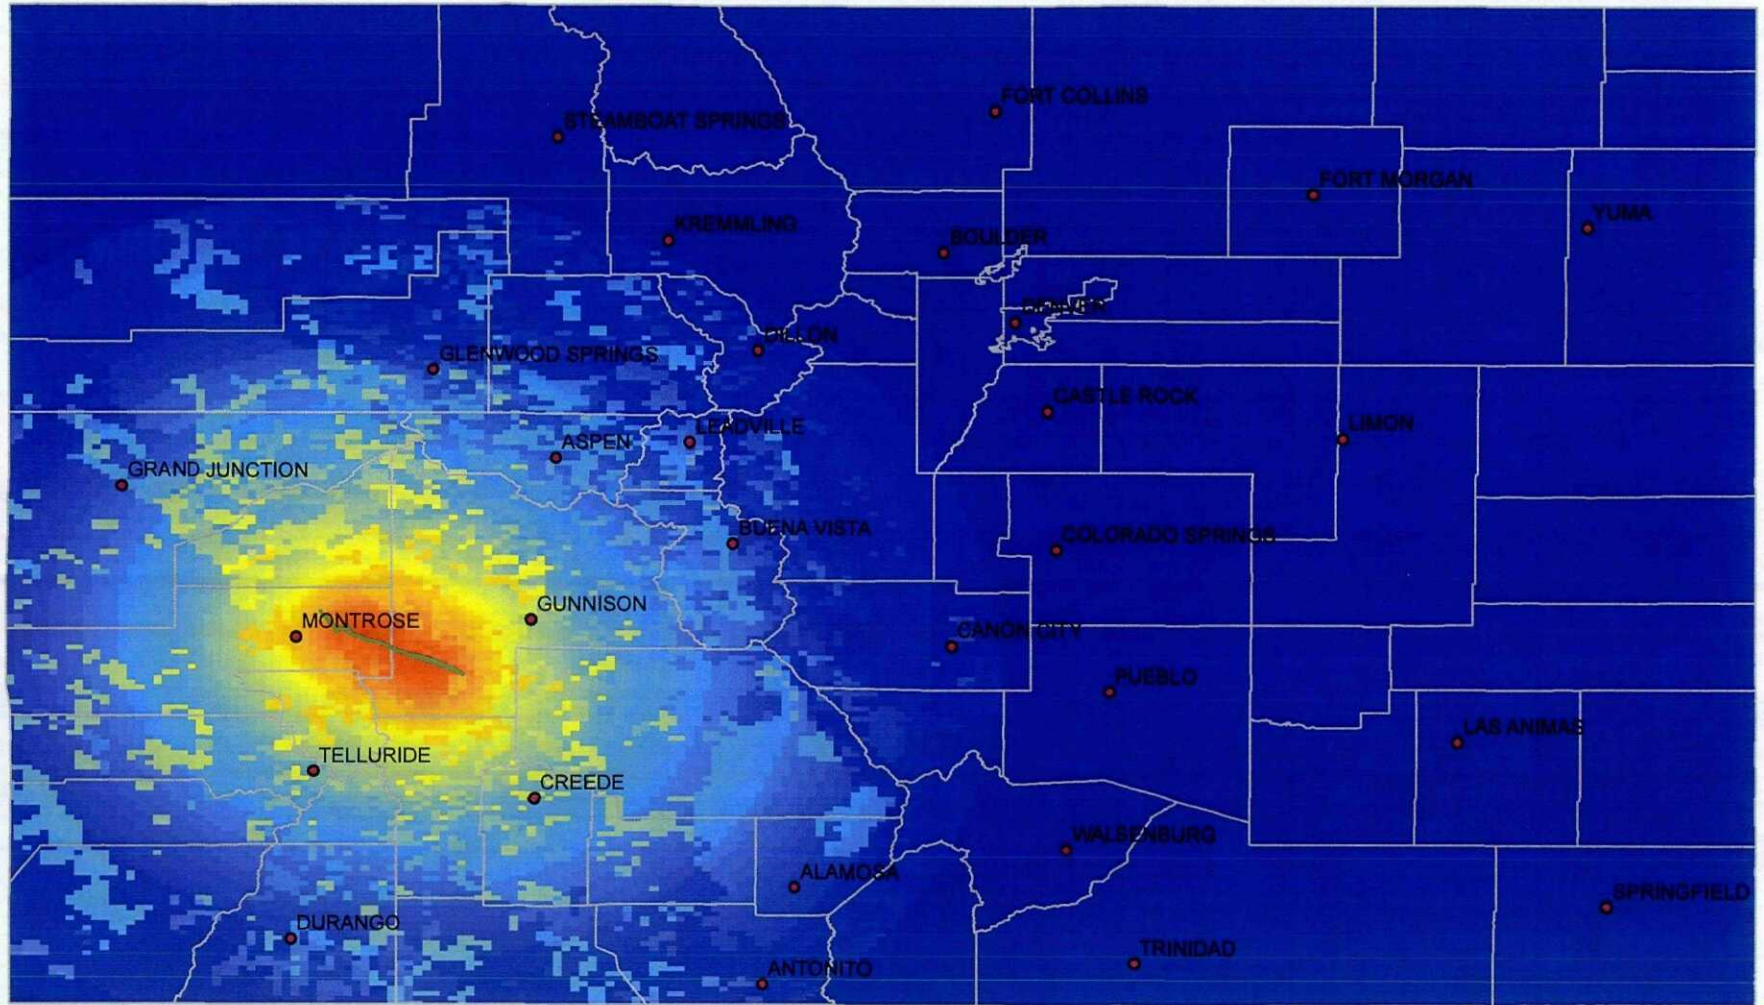 FORT COLLINS
STEAMBOAT SPRINGS
FORT MORGAN
YUMA
KREMMLING
BOULDER
DENVER
DILLON
GLENWOOD SPRINGS
CASTLE ROCK
LIMON
LEADVILLE
ASPEN
GRAND JUNCTION
BUENA VISTA
COLORADO SPRINGS
GUNNISON
MONTROSE
CANON CITY
PUEBLO
LAS ANIMAS
TELLURIDE
CREEDE
WALSENBURG
ALAMOSA
SPRINGFIELD
DURANGO
TRINIDAD
ANTONITO